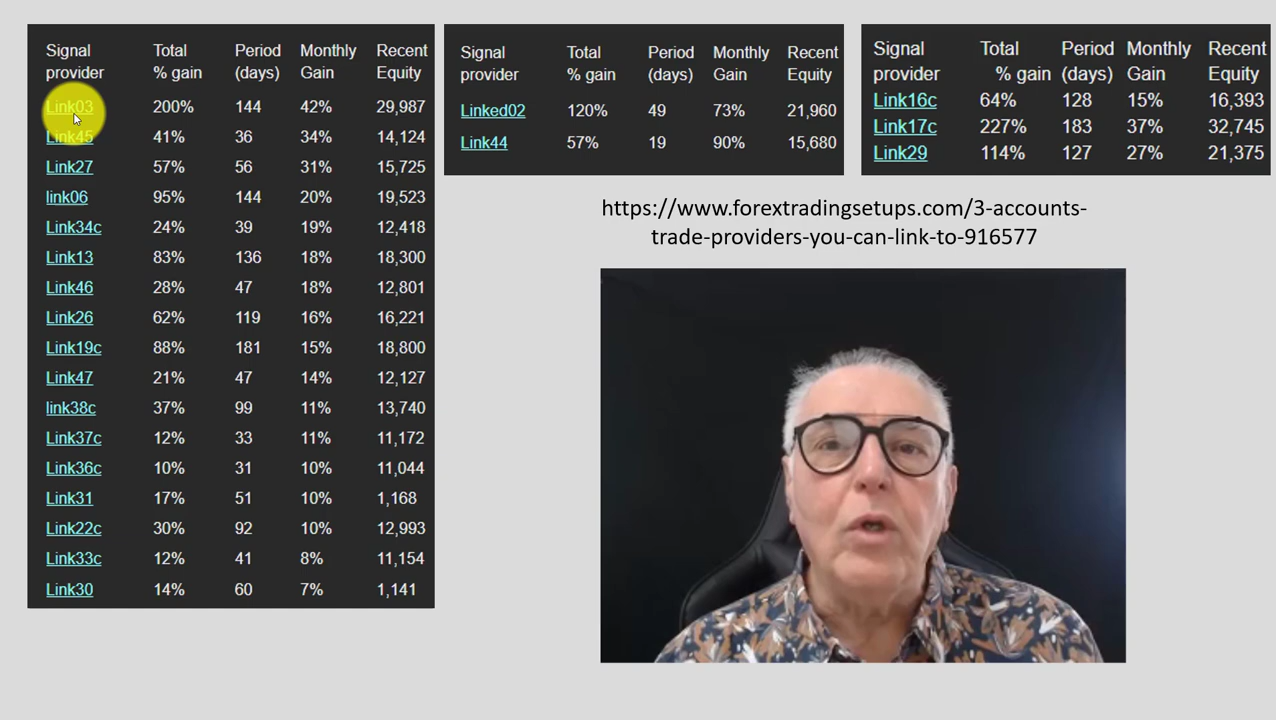 Signal Total Period Monthly Recent
provider % gain (days) Gain Equity
Link03 200% 144 42% 29,987
Link45 41% 36 34% 14,124
Link27 57% 56 31% 15,725
link06 95% 144 20% 19,523
Link34c 24% 39 19% 12,418
Link13 83% 136 18% 18,300
Link46 28% 47 18% 12,801
Link26 62% 119 16% 16,221
Link19c 88% 181 15% 18,800
Link47 21% 47 14% 12,127
link38c 37% 99 11% 13,740
Link37c 12% 33 11% 11,172
Link36c 10% 31 10% 11,044
Link31 17% 51 10% 1,168
Link22c 30% 92 10% 12,993
Link33c 12% 41 8% 11,154
Link30 14% 60 7% 1,141
Signal Total Period Monthly Recent
provider % gain (days) Gain Equity
Linked02 120% 49 73% 21,960
Link44 57% 19 90% 15,680
Signal Total Period Monthly Recent
provider % gain (days) Gain Equity
Link16c 64% 128 15% 16,393
Link17c 227% 183 37% 32,745
Link29 114% 127 27% 21,375
https://www.forextradingsetups.com/3-accounts-
trade-providers-you-can-link-to-916577